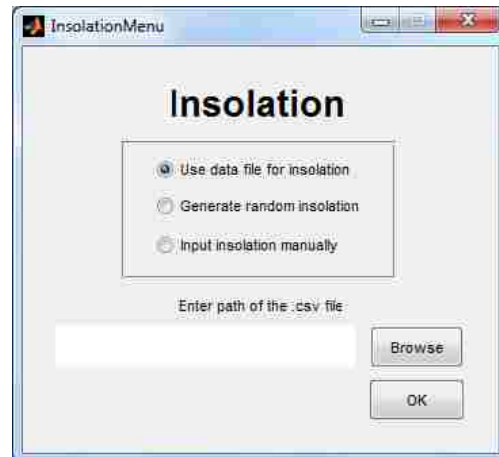 InsolationMenu
Insolation
Use data file for insolation
Generate random insolation
Input insolation manually
Enter path of the .csv file
Browse
OK